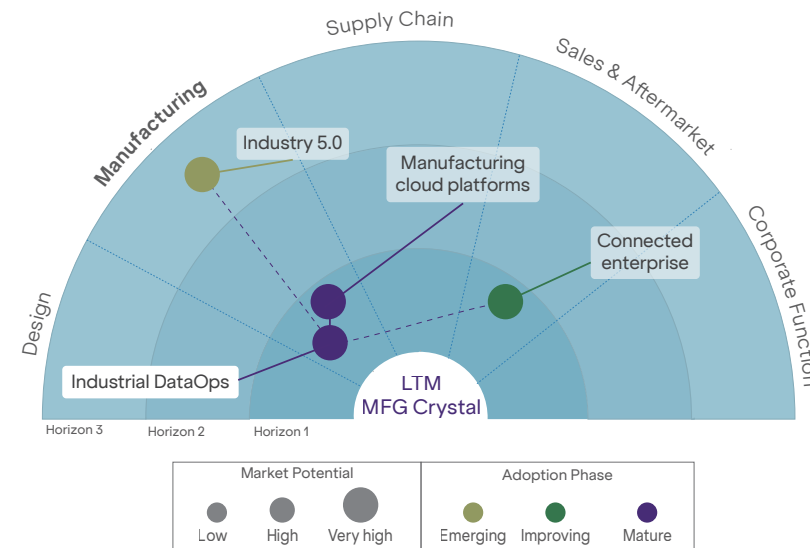 Supply Chain
Sales & Aftermarket
Manufacturing
Industry 5.0
Manufacturing
cloud platforms
Corporate Function
Connected
enterprise
Design
Industrial DataOps
LTM
MFG Crystal
Horizon 3
Horizon 2
Horizon 1
Market Potential
Adoption Phase
Low
High
Very high
Emerging
Improving
Mature